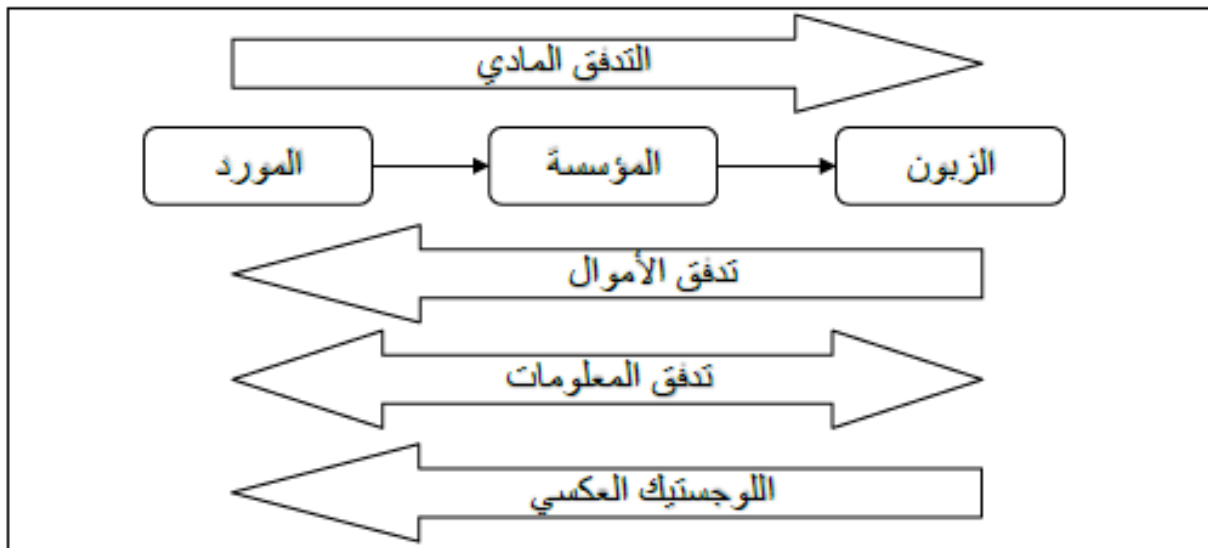 التدفق المادي
المورد
المؤسسة
الزبون
تدفق الأموال
تدفق المعلومات
اللوجستيك العكسي